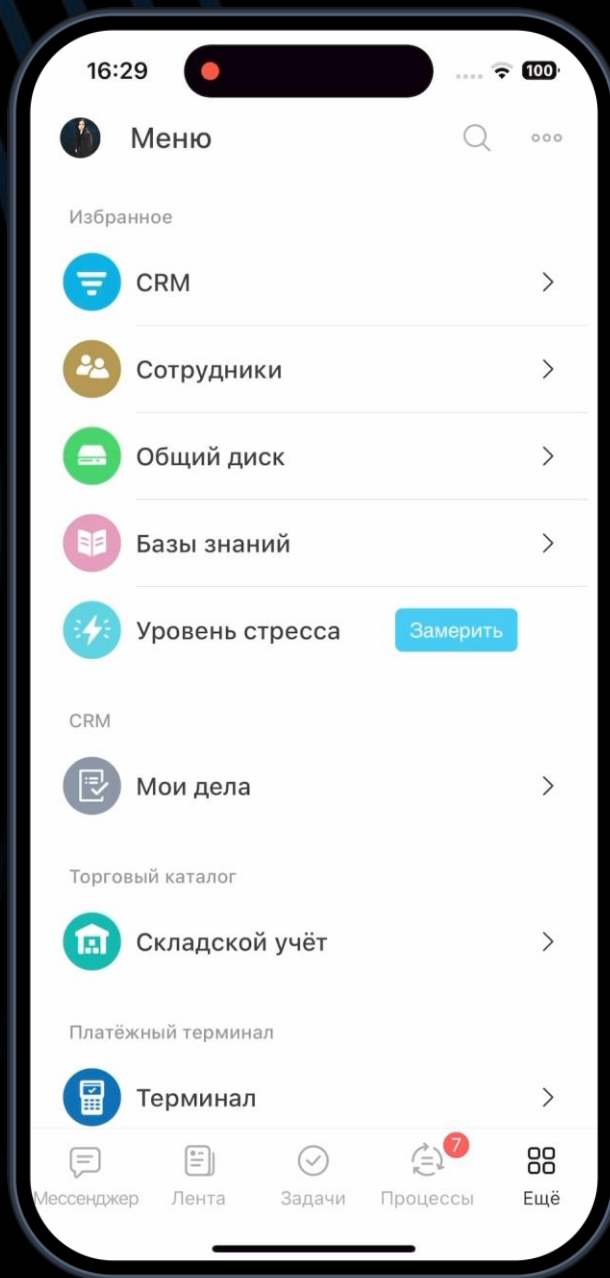 16:29
100
Меню
Избранное
CRM
Сотрудники
Общий диск
Базы знаний
Уровень стресса
Замерить
CRM
Мои дела
Торговый каталог
Складской учёт
Платёжный терминал
Терминал
7
Мессенджер Лента Задачи Процессы Ещё